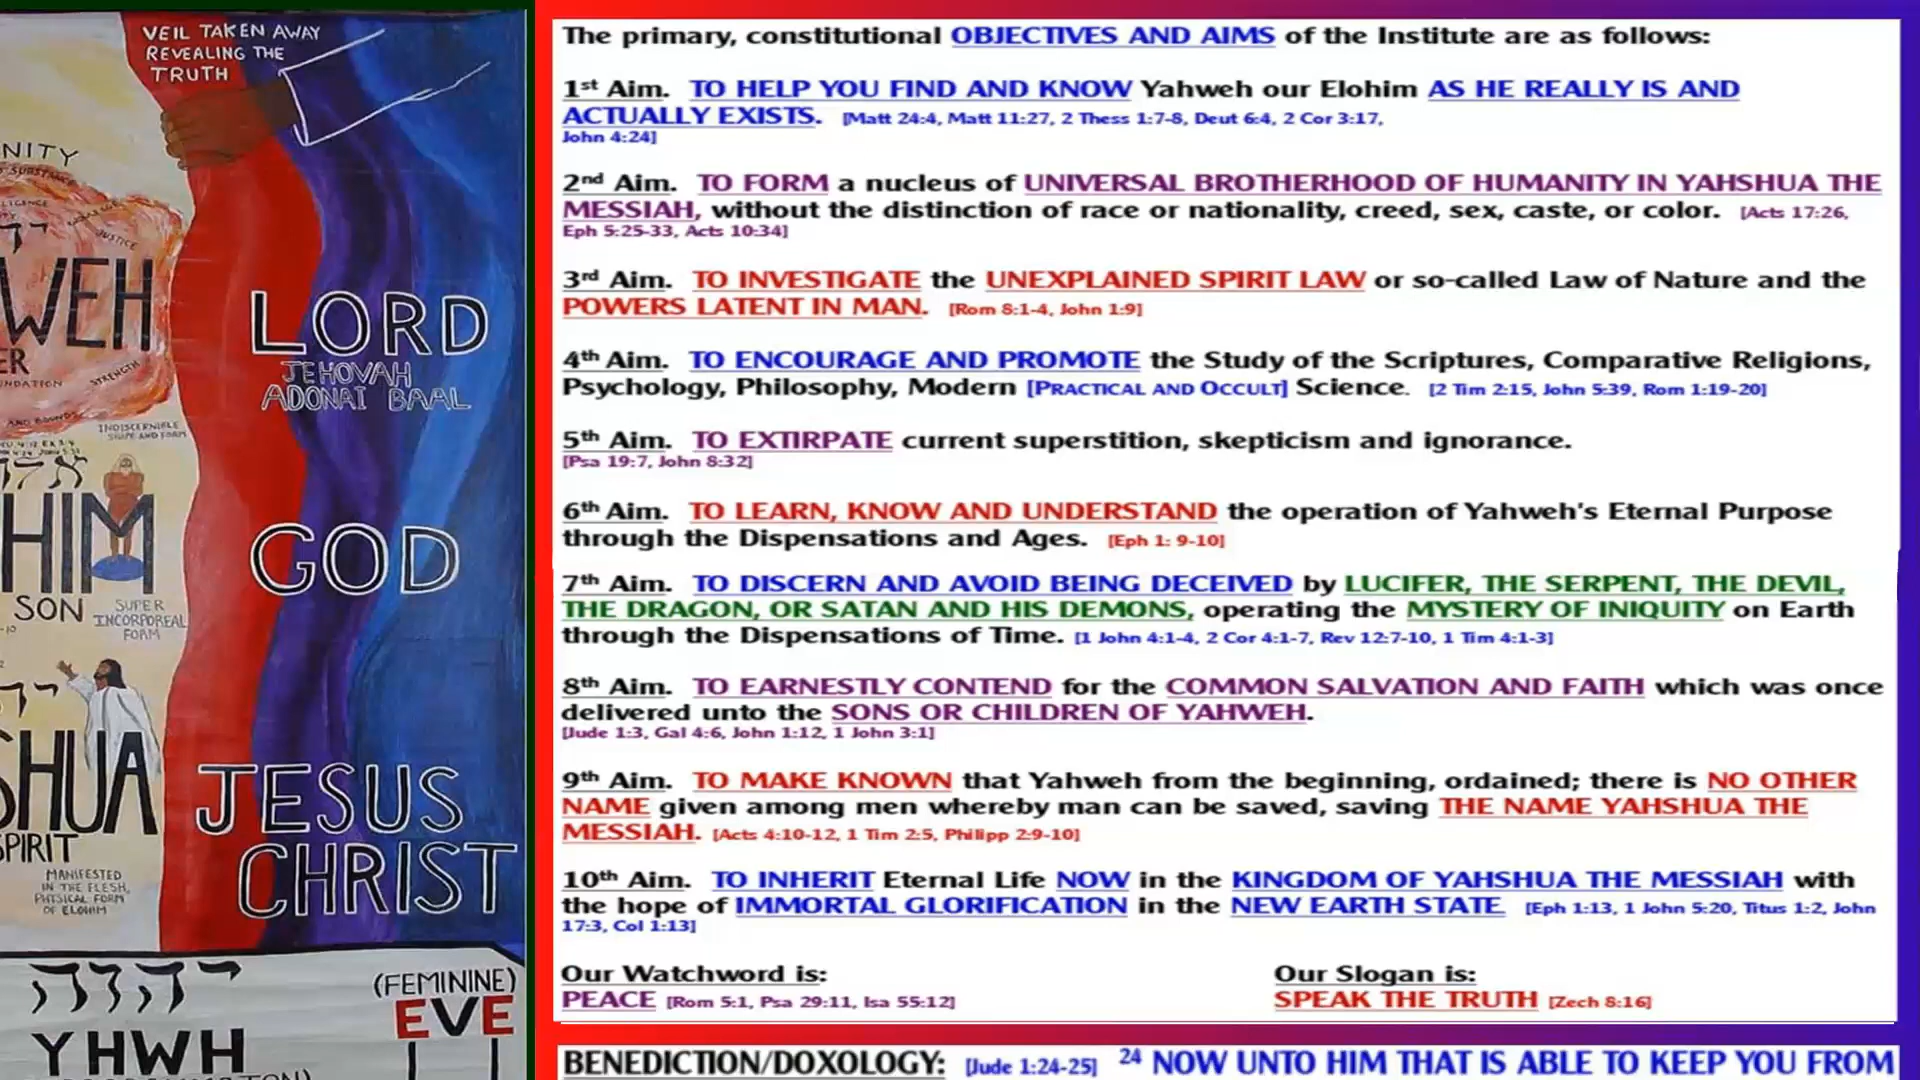 VEIL TAKEN AWAY
REVEALING THE
TRUTH
NITY
JUSTICE
WEH
ER
NDATION
STRENGTH
AND BOUNDS
INDISCERNIBLE
SHAPE AND FORM
LORD
JEHOVAH
ADONAI BAAL
HIM
SON
SUPER
INCORPOREAL
FORM
GOD
SHUA
SPIRIT
MANIFESTED
IN THE FLESH,
PHYSICAL FORM
OF ELOHIM
JESUS
CHRIST
יהוה
YHWH
(FEMININE)
EVE
The primary, constitutional OBJECTIVES AND AIMS of the Institute are as follows:
1st Aim. TO HELP YOU FIND AND KNOW Yahweh our Elohim AS HE REALLY IS AND
ACTUALLY EXISTS. [Matt 24:4, Matt 11:27, 2 Thess 1:7-8, Deut 6:4, 2 Cor 3:17,
John 4:24]
2nd Aim. TO FORM a nucleus of UNIVERSAL BROTHERHOOD OF HUMANITY IN YAHSHUA THE
MESSIAH, without the distinction of race or nationality, creed, sex, caste, or color. [Acts 17:26,
Eph 5:25-33, Acts 10:34]
3rd Aim. TO INVESTIGATE the UNEXPLAINED SPIRIT LAW or so-called Law of Nature and the
POWERS LATENT IN MAN. [Rom 8:1-4, John 1:9]
4th Aim. TO ENCOURAGE AND PROMOTE the Study of the Scriptures, Comparative Religions,
Psychology, Philosophy, Modern [PRACTICAL AND OCCULT] Science. [2 Tim 2:15, John 5:39, Rom 1:19-20]
5th Aim. TO EXTIRPATE current superstition, skepticism and ignorance.
[Psa 19:7, John 8:32]
6th Aim. TO LEARN, KNOW AND UNDERSTAND the operation of Yahweh's Eternal Purpose
through the Dispensations and Ages. [Eph 1: 9-10]
7th Aim. TO DISCERN AND AVOID BEING DECEIVED by LUCIFER, THE SERPENT, THE DEVIL,
THE DRAGON, OR SATAN AND HIS DEMONS, operating the MYSTERY OF INIQUITY on Earth
through the Dispensations of Time. [1 John 4:1-4, 2 Cor 4:1-7, Rev 12:7-10, 1 Tim 4:1-3]
8th Aim. TO EARNESTLY CONTEND for the COMMON SALVATION AND FAITH which was once
delivered unto the SONS OR CHILDREN OF YAHWEH.
[Jude 1:3, Gal 4:6, John 1:12, 1 John 3:1]
9th Aim. TO MAKE KNOWN that Yahweh from the beginning, ordained; there is NO OTHER
NAME given among men whereby man can be saved, saving THE NAME YAHSHUA THE
MESSIAH. [Acts 4:10-12, 1 Tim 2:5, Philipp 2:9-10]
10th Aim. TO INHERIT Eternal Life NOW in the KINGDOM OF YAHSHUA THE MESSIAH with
the hope of IMMORTAL GLORIFICATION in the NEW EARTH STATE [Eph 1:13, 1 John 5:20, Titus 1:2, John
17:3, Col 1:13]
Our Watchword is:
PEACE [Rom 5:1, Psa 29:11, Isa 55:12]
Our Slogan is:
SPEAK THE TRUTH [Zech 8:16]
BENEDICTION/DOXOLOGY: [Jude 1:24-25] 24 NOW UNTO HIM THAT IS ABLE TO KEEP YOU FROM